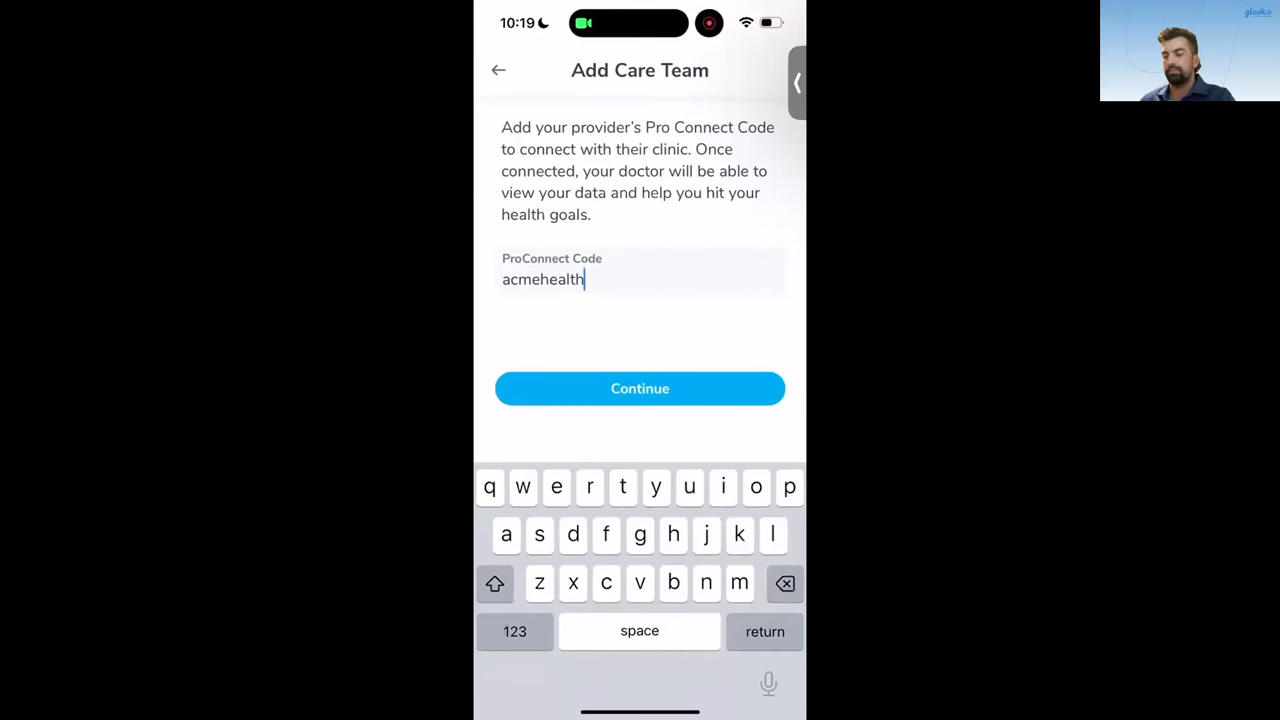 10:19
glooko
Add Care Team
Add your provider’s Pro Connect Code
to connect with their clinic. Once
connected, your doctor will be able to
view your data and help you hit your
health goals.
ProConnect Code
acmehealth
Continue
q w e r t y u i o p
a s d f g h j k l
z x c v b n m
123 space return